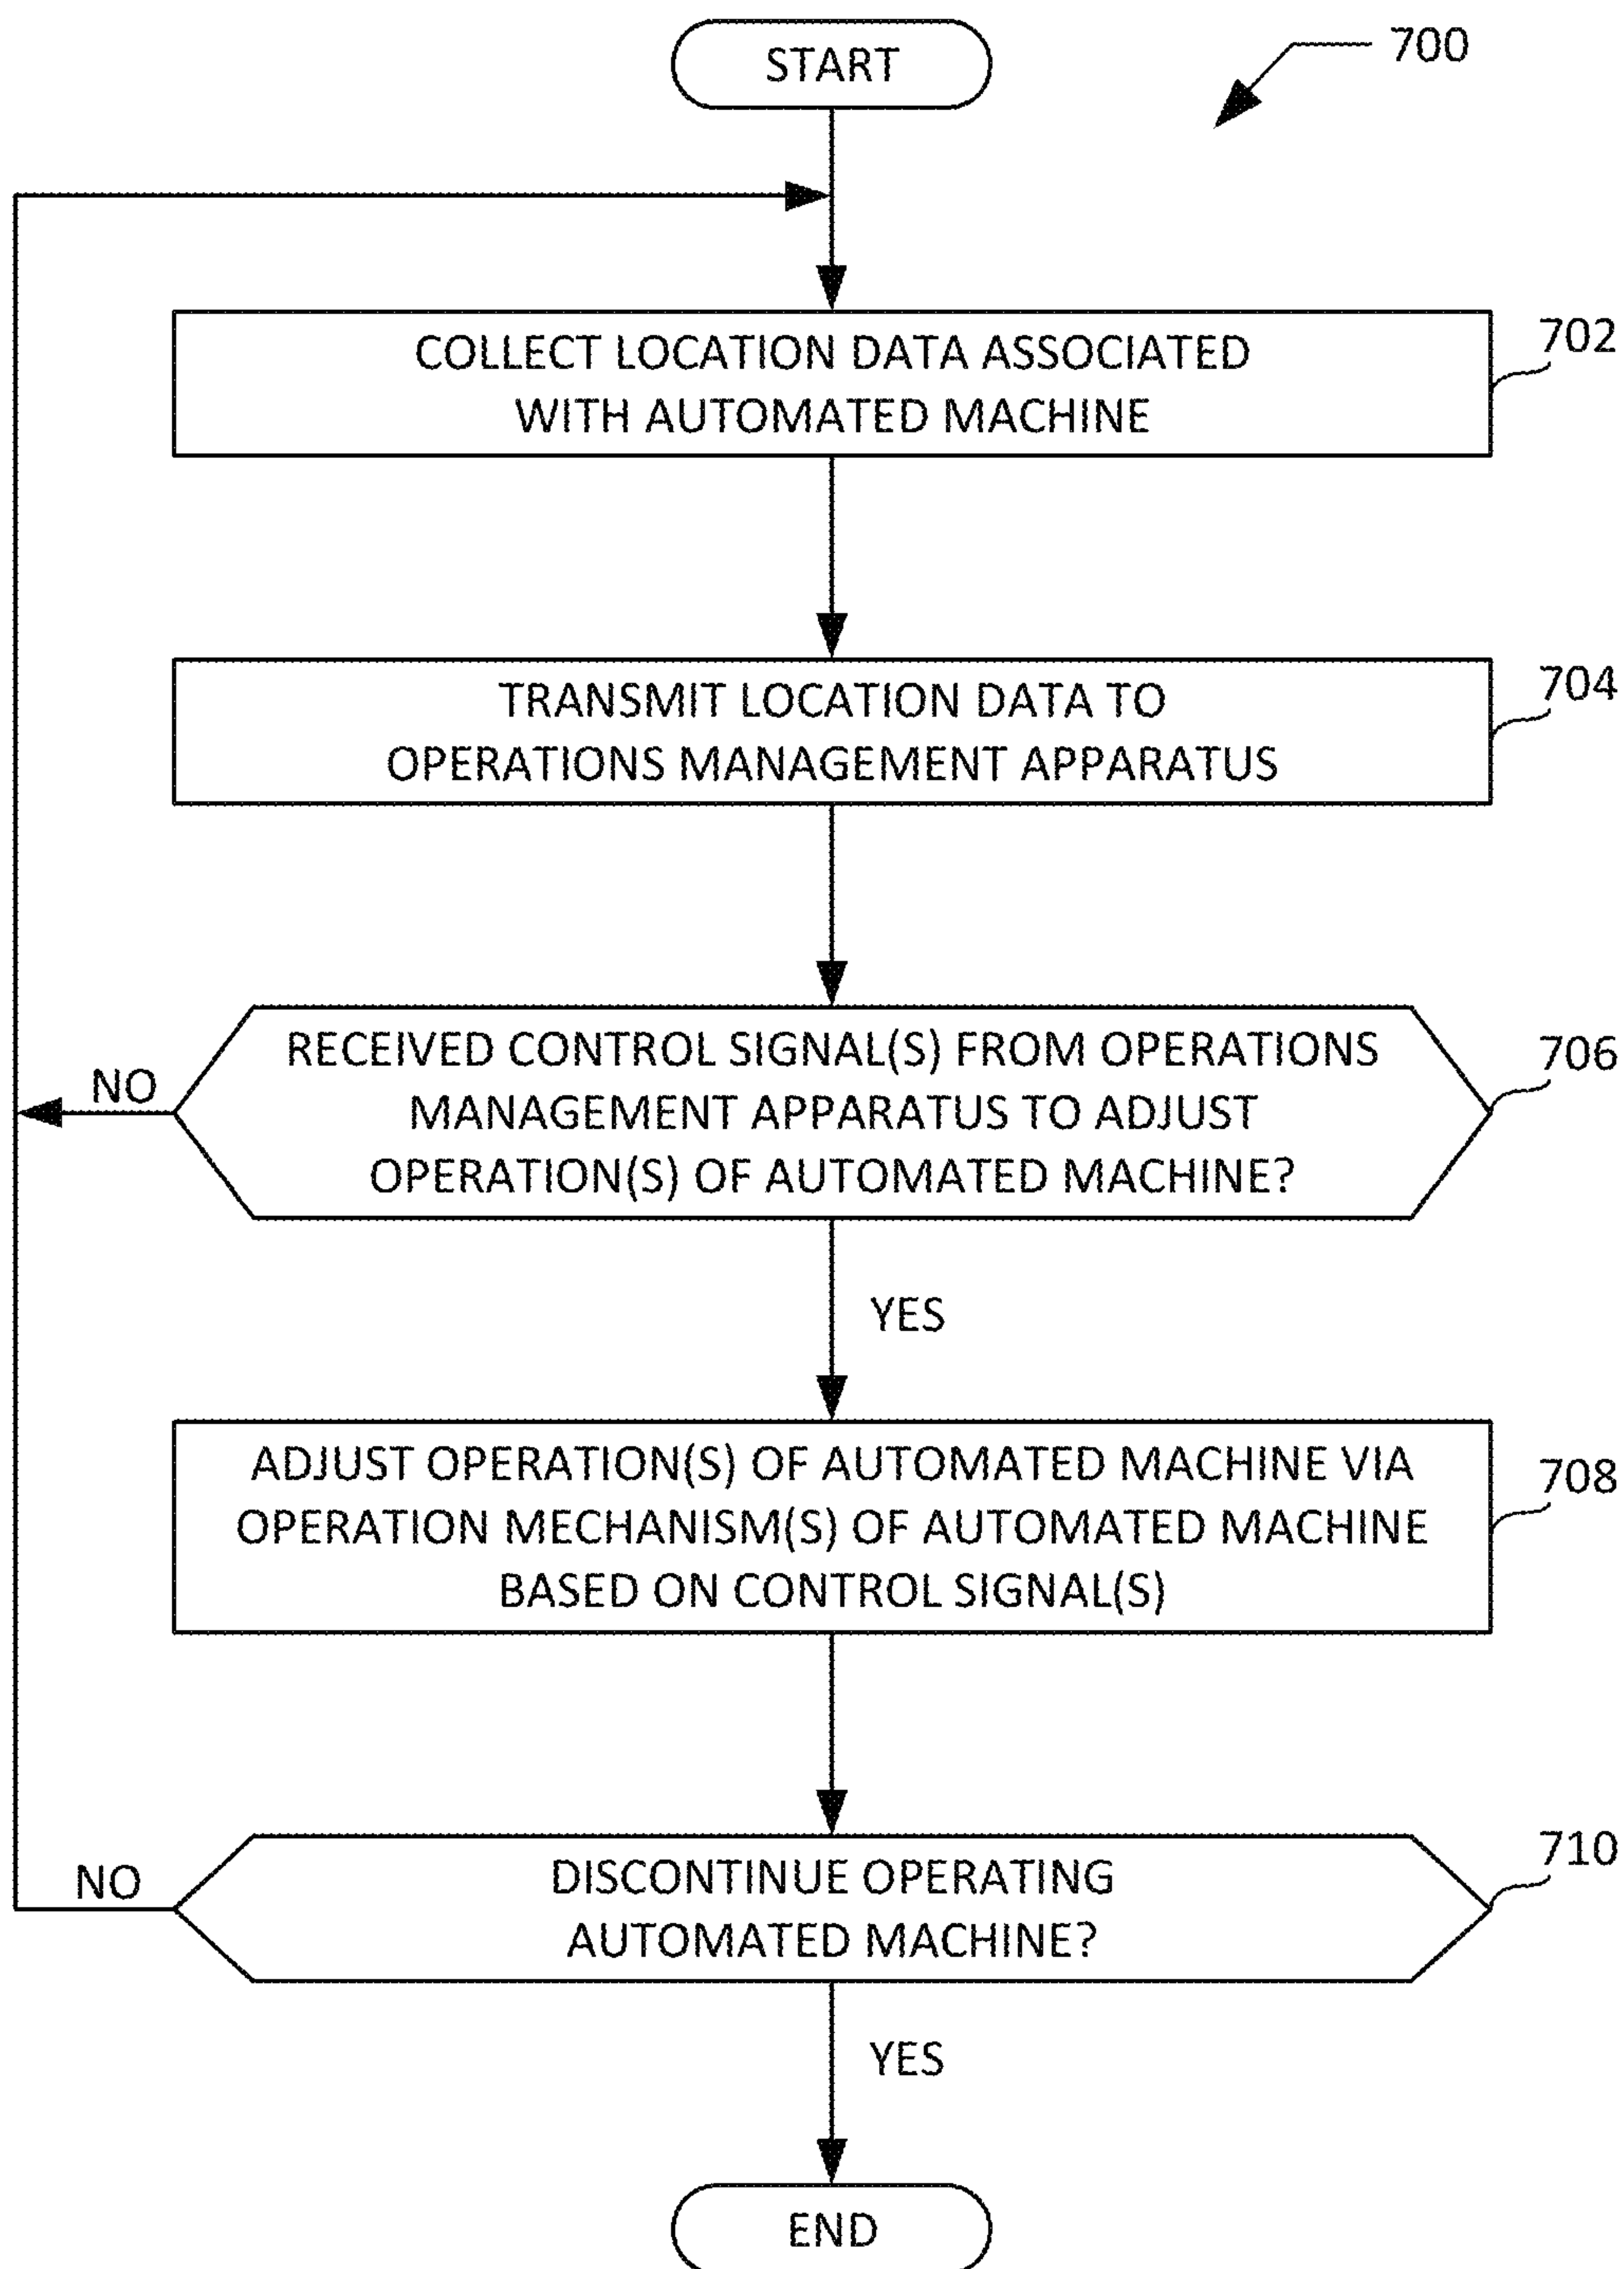 START
700
COLLECT LOCATION DATA ASSOCIATED
WITH AUTOMATED MACHINE
702
TRANSMIT LOCATION DATA TO
OPERATIONS MANAGEMENT APPARATUS
704
RECEIVED CONTROL SIGNAL(S) FROM OPERATIONS
MANAGEMENT APPARATUS TO ADJUST
OPERATION(S) OF AUTOMATED MACHINE?
706
NO
YES
ADJUST OPERATION(S) OF AUTOMATED MACHINE VIA
OPERATION MECHANISM(S) OF AUTOMATED MACHINE
BASED ON CONTROL SIGNAL(S)
708
DISCONTINUE OPERATING
AUTOMATED MACHINE?
710
NO
YES
END